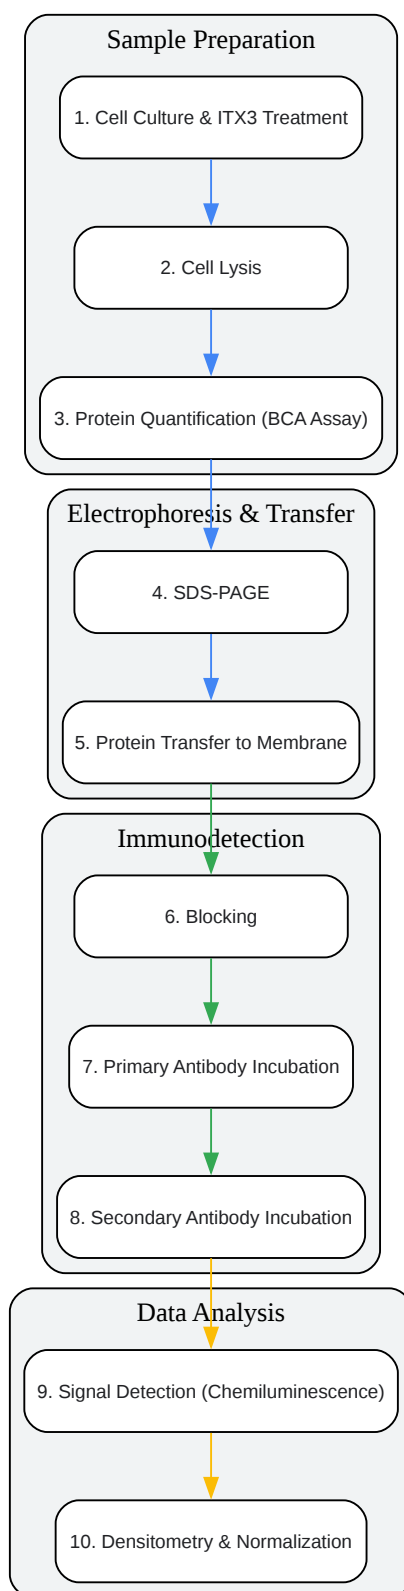 Sample Preparation
1. Cell Culture & ITX3 Treatment
2. Cell Lysis
3. Protein Quantification (BCA Assay)
Electrophoresis & Transfer
4. SDS-PAGE
5. Protein Transfer to Membrane
Immunodetection
6. Blocking
7. Primary Antibody Incubation
8. Secondary Antibody Incubation
Data Analysis
9. Signal Detection (Chemiluminescence)
10. Densitometry & Normalization